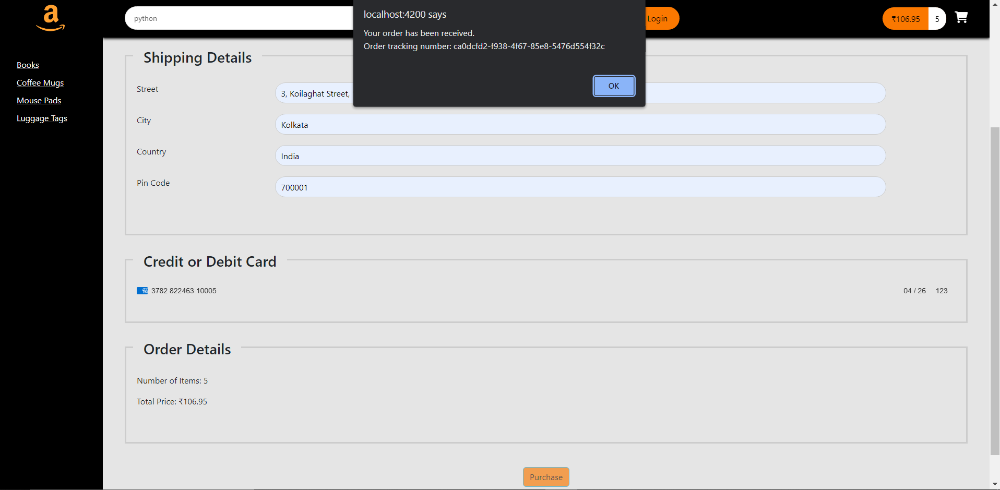 a
python
Login
₹106.95 5
localhost:4200 says
Your order has been received.
Order tracking number: ca0dcfd2-f938-4f67-85e8-5476d554f32c
OK
Books
Coffee Mugs
Mouse Pads
Luggage Tags
Shipping Details
Street
3, Koilaghat Street,
City
Kolkata
Country
India
Pin Code
700001
Credit or Debit Card
3782 822463 10005 04 / 26 123
Order Details
Number of Items: 5
Total Price: ₹106.95
Purchase